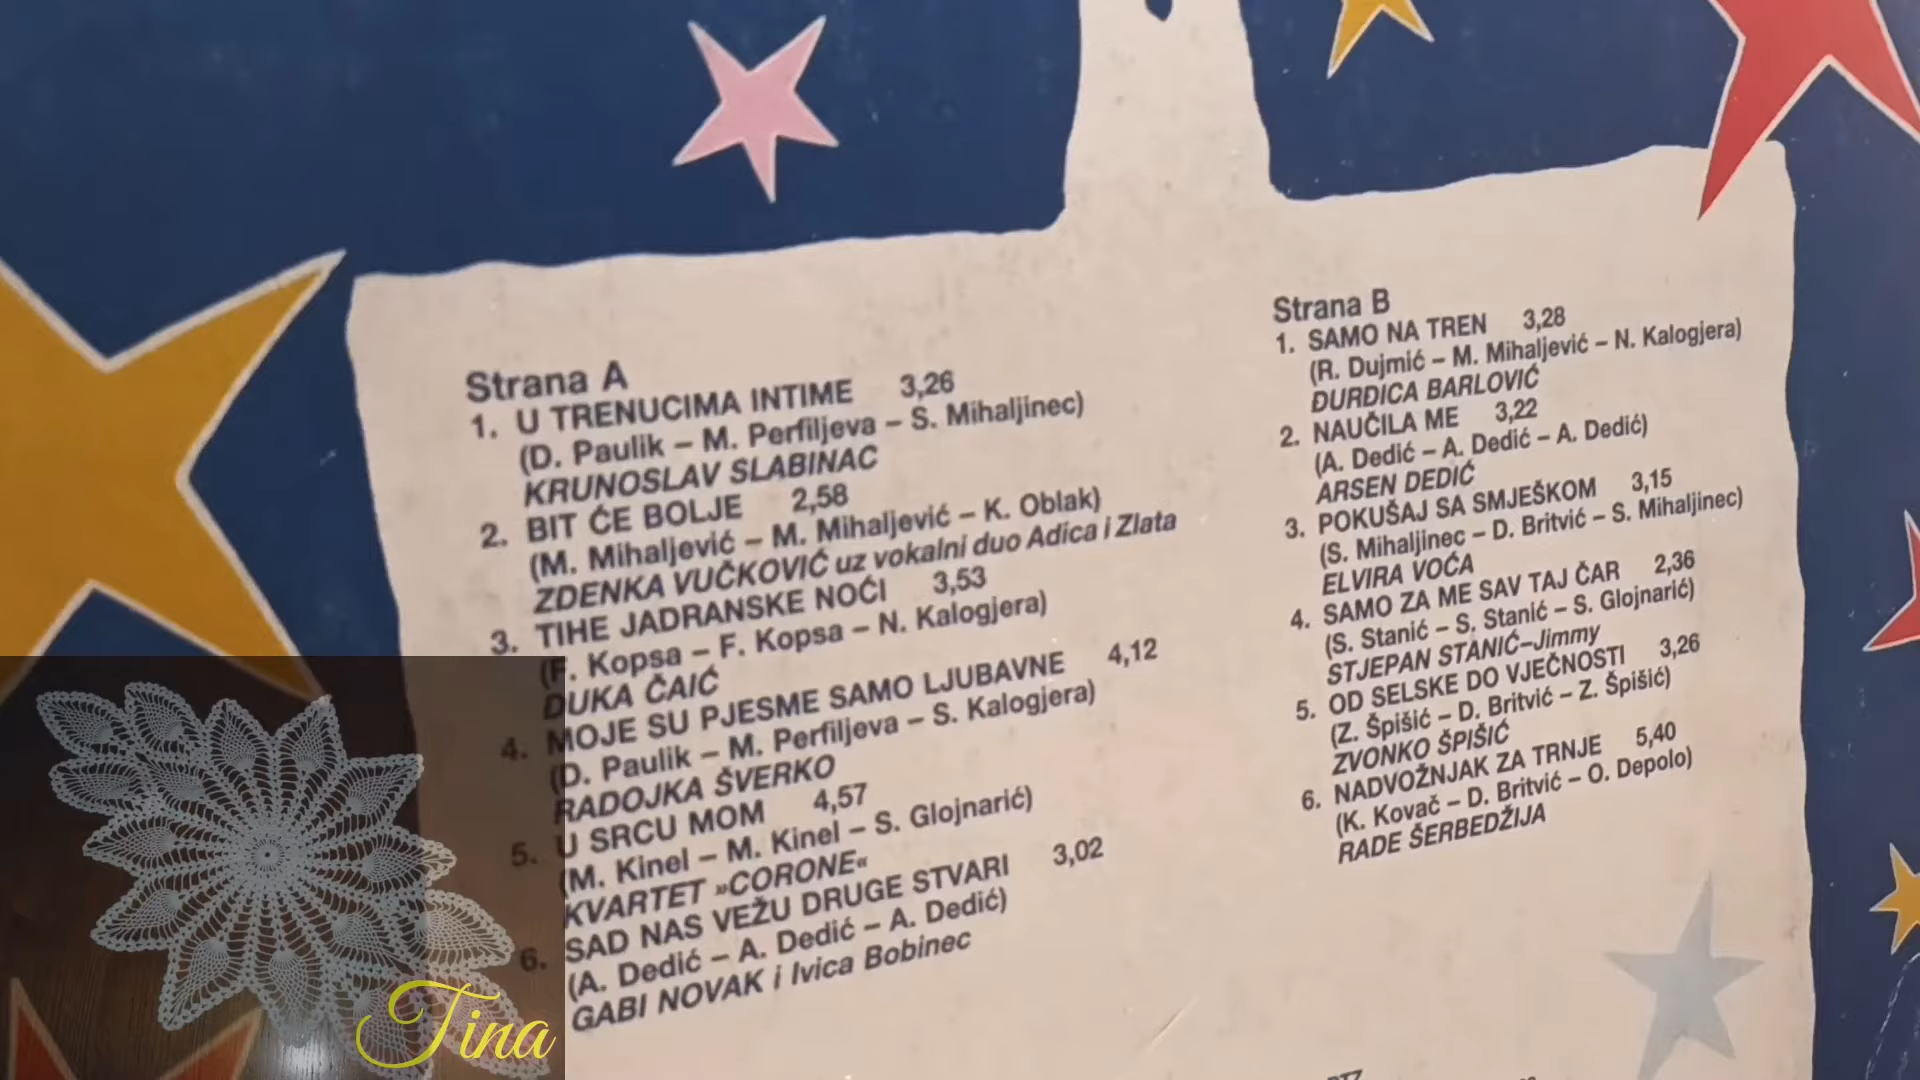 Strana A
1. U TRENUCIMA INTIME 3,26
(D. Paulik – M. Perfiljeva – S. Mihaljinec)
KRUNOSLAV SLABINAC
2. BIT ĆE BOLJE 2,58
(M. Mihaljević – M. Mihaljević – K. Oblak)
ZDENKA VUČKOVIĆ uz vokalni duo Adica i Zlata
3. TIHE JADRANSKE NOĆI 3,53
(F. Kopsa – F. Kopsa – N. Kalogjera)
DUKA ČAIĆ
4. MOJE SU PJESME SAMO LJUBAVNE 4,12
(D. Paulik – M. Perfiljeva – S. Kalogjera)
RADOJKA ŠVERKO
5. U SRCU MOM 4,57
(M. Kinel – M. Kinel – S. Glojnarić)
KVARTET »CORONE«
6. SAD NAS VEŽU DRUGE STVARI 3,02
(A. Dedić – A. Dedić – A. Dedić)
GABI NOVAK i Ivica Bobinec
Strana B
1. SAMO NA TREN 3,28
(R. Dujmić – M. Mihaljević – N. Kalogjera)
ĐURĐICA BARLOVIĆ
2. NAUČILA ME 3,22
(A. Dedić – A. Dedić – A. Dedić)
ARSEN DEDIĆ
3. POKUŠAJ SA SMJEŠKOM 3,15
(S. Mihaljinec – D. Britvić – S. Mihaljinec)
ELVIRA VOĆA
4. SAMO ZA ME SAV TAJ ČAR 2,36
(S. Stanić – S. Stanić – S. Glojnarić)
STJEPAN STANIĆ–Jimmy
5. OD SELSKE DO VJEČNOSTI 3,26
(Z. Špišić – D. Britvić – Z. Špišić)
ZVONKO ŠPIŠIĆ
6. NADVOŽNJAK ZA TRNJE 5,40
(K. Kovač – D. Britvić – O. Depolo)
RADE ŠERBEDŽIJA
Tina